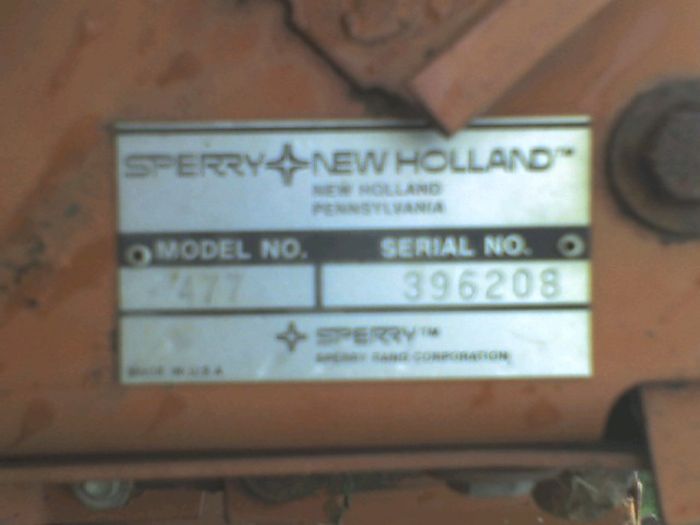 SPERRY NEW HOLLAND™
NEW HOLLAND
PENNSYLVANIA
MODEL NO. SERIAL NO.
477 396208
SPERRY™
SPERRY RAND CORPORATION
MADE IN U.S.A